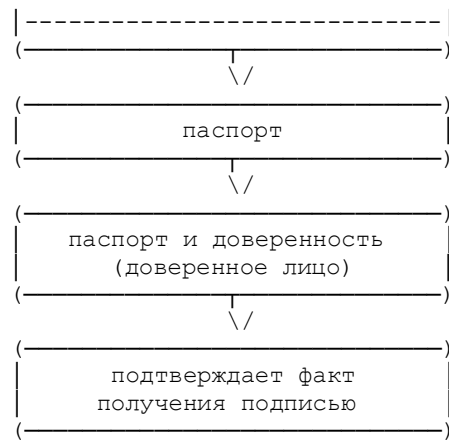 паспорт
паспорт и доверенность
(доверенное лицо)
подтверждает факт
получения подписью